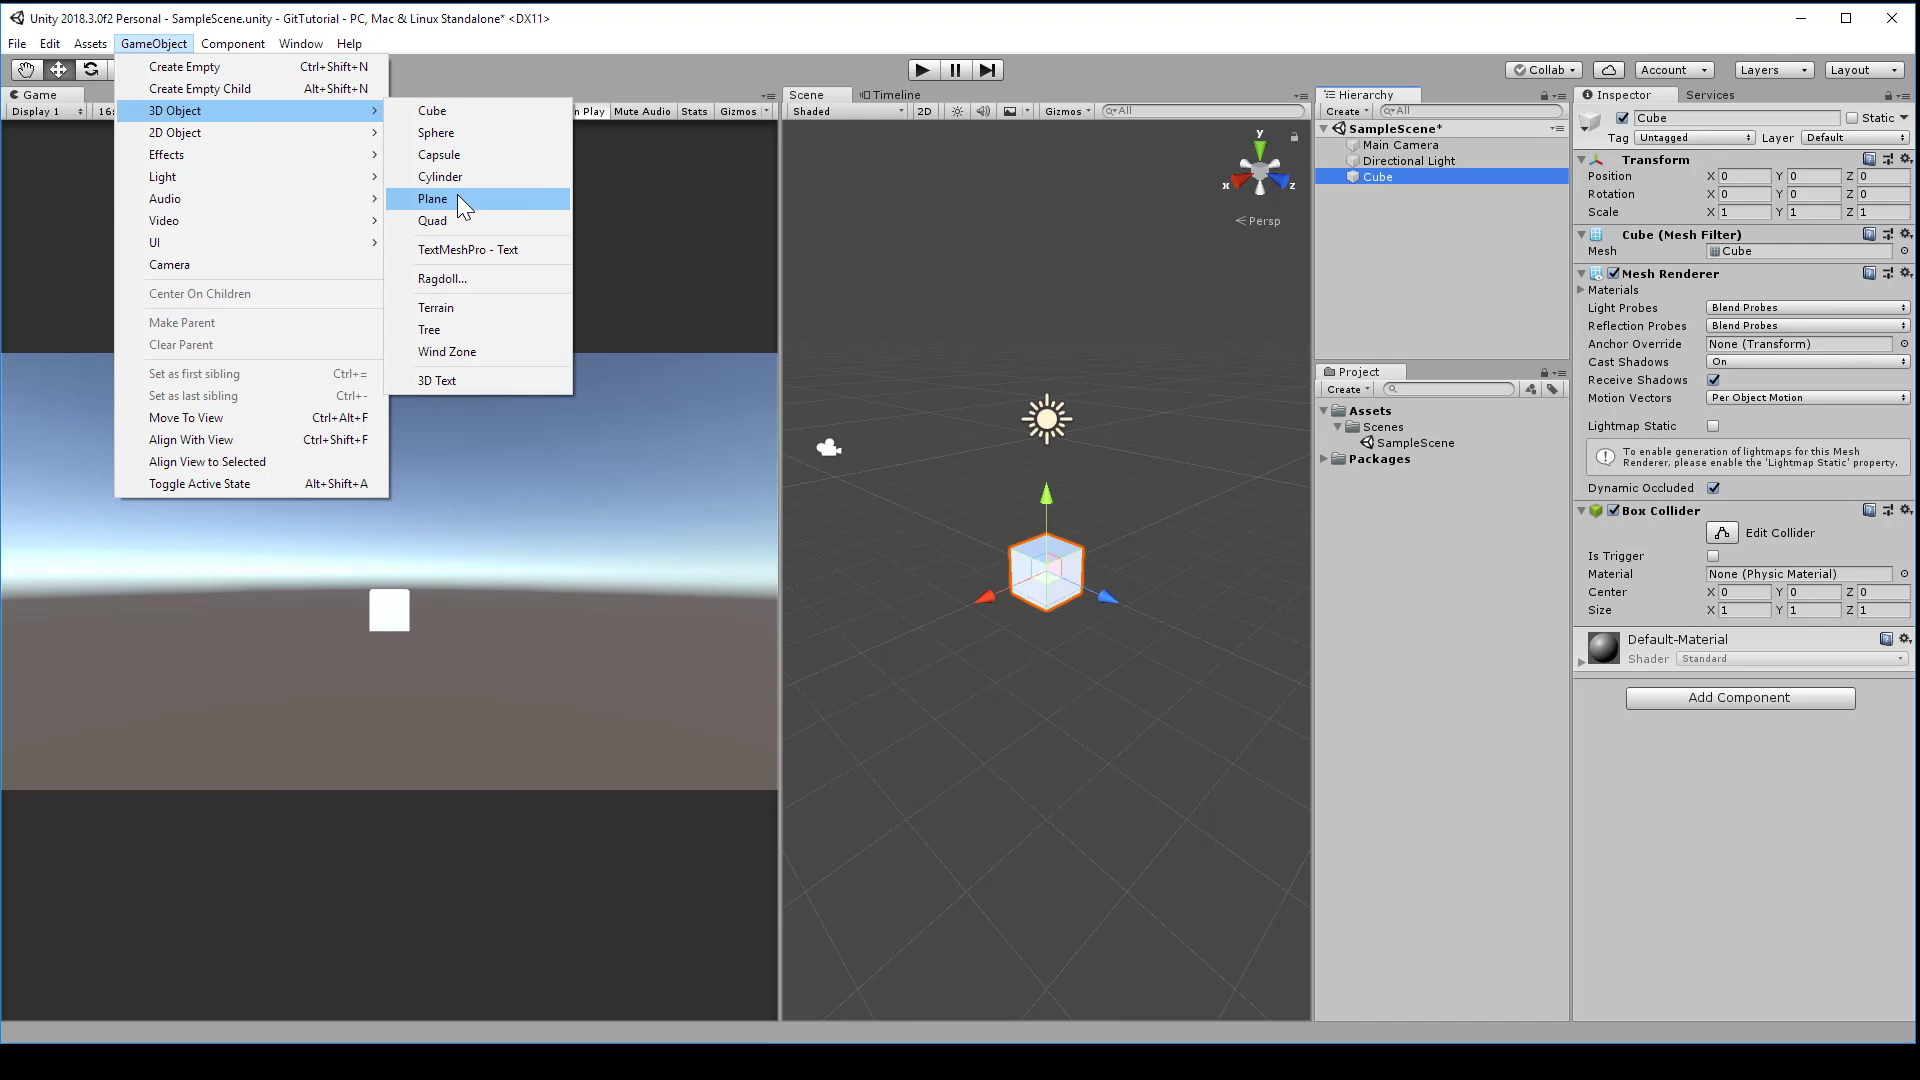 Unity 2018.3.0f2 Personal - SampleScene.unity - GitTutorial - PC, Mac & Linux Standalone* <DX11>
File Edit Assets GameObject Component Window Help
Collab Account Layers Layout
Game
Display 1 16:
n Play Mute Audio Stats Gizmos
Create Empty Ctrl+Shift+N
Create Empty Child Alt+Shift+N
3D Object
2D Object
Effects
Light
Audio
Video
UI
Camera
Center On Children
Make Parent
Clear Parent
Set as first sibling Ctrl+=
Set as last sibling Ctrl+-
Move To View Ctrl+Alt+F
Align With View Ctrl+Shift+F
Align View to Selected
Toggle Active State Alt+Shift+A
Cube
Sphere
Capsule
Cylinder
Plane
Quad
TextMeshPro - Text
Ragdoll...
Terrain
Tree
Wind Zone
3D Text
Scene Timeline
Shaded 2D Gizmos All
y
x z
Persp
Hierarchy
Create All
SampleScene*
Main Camera
Directional Light
Cube
Project
Create
Assets
Scenes
SampleScene
Packages
Inspector Services
Cube Static
Tag Untagged Layer Default
Transform
Position X 0 Y 0 Z 0
Rotation X 0 Y 0 Z 0
Scale X 1 Y 1 Z 1
Cube (Mesh Filter)
Mesh Cube
Mesh Renderer
Materials
Light Probes Blend Probes
Reflection Probes Blend Probes
Anchor Override None (Transform)
Cast Shadows On
Receive Shadows
Motion Vectors Per Object Motion
Lightmap Static
To enable generation of lightmaps for this Mesh
Renderer, please enable the 'Lightmap Static' property.
Dynamic Occluded
Box Collider
Edit Collider
Is Trigger
Material None (Physic Material)
Center X 0 Y 0 Z 0
Size X 1 Y 1 Z 1
Default-Material
Shader Standard
Add Component